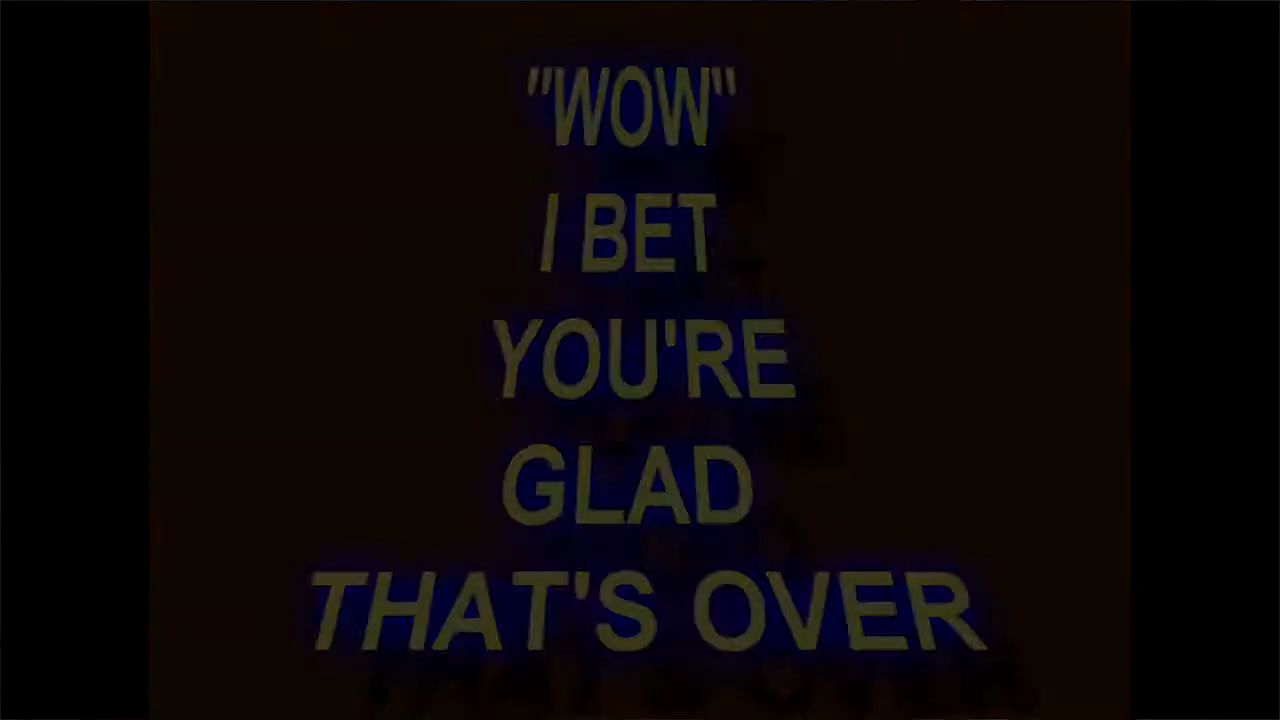 "WOW"
I BET
YOU'RE
GLAD
THAT'S OVER